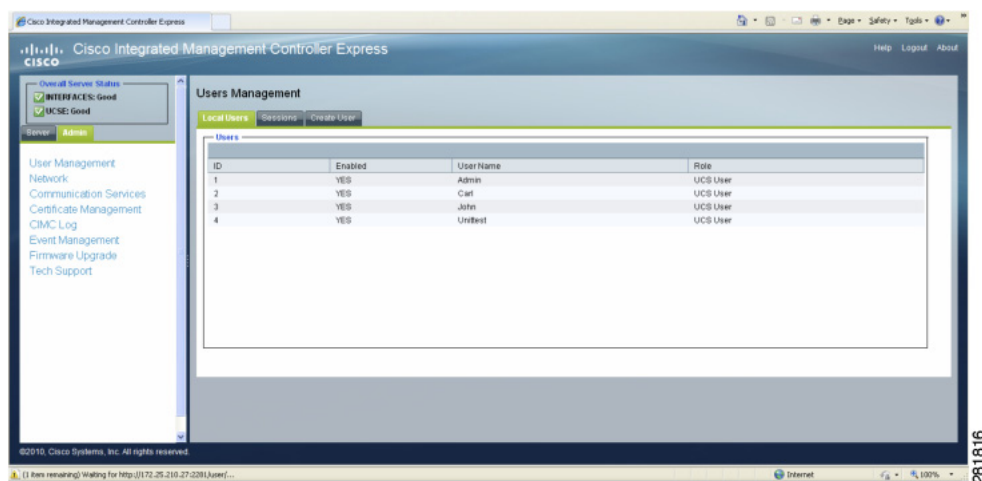 Cisco Integrated Management Controller Express
Page Safety Tools
CISCO
Cisco Integrated Management Controller Express
Help Logout About
Overall Server Status
INTERFACES: Good
UCSE: Good
Server Admin
User Management
Network
Communication Services
Certificate Management
CIMC Log
Event Management
Firmware Upgrade
Tech Support
Users Management
Local Users Sessions Create User
Users
ID Enabled User Name Role
1 YES Admin UCS User
2 YES Carl UCS User
3 YES John UCS User
4 YES Unittest UCS User
©2010, Cisco Systems, Inc. All rights reserved.
(1 item remaining) Waiting for http://172.25.210.27:2281/user/...
Internet
100%
281816